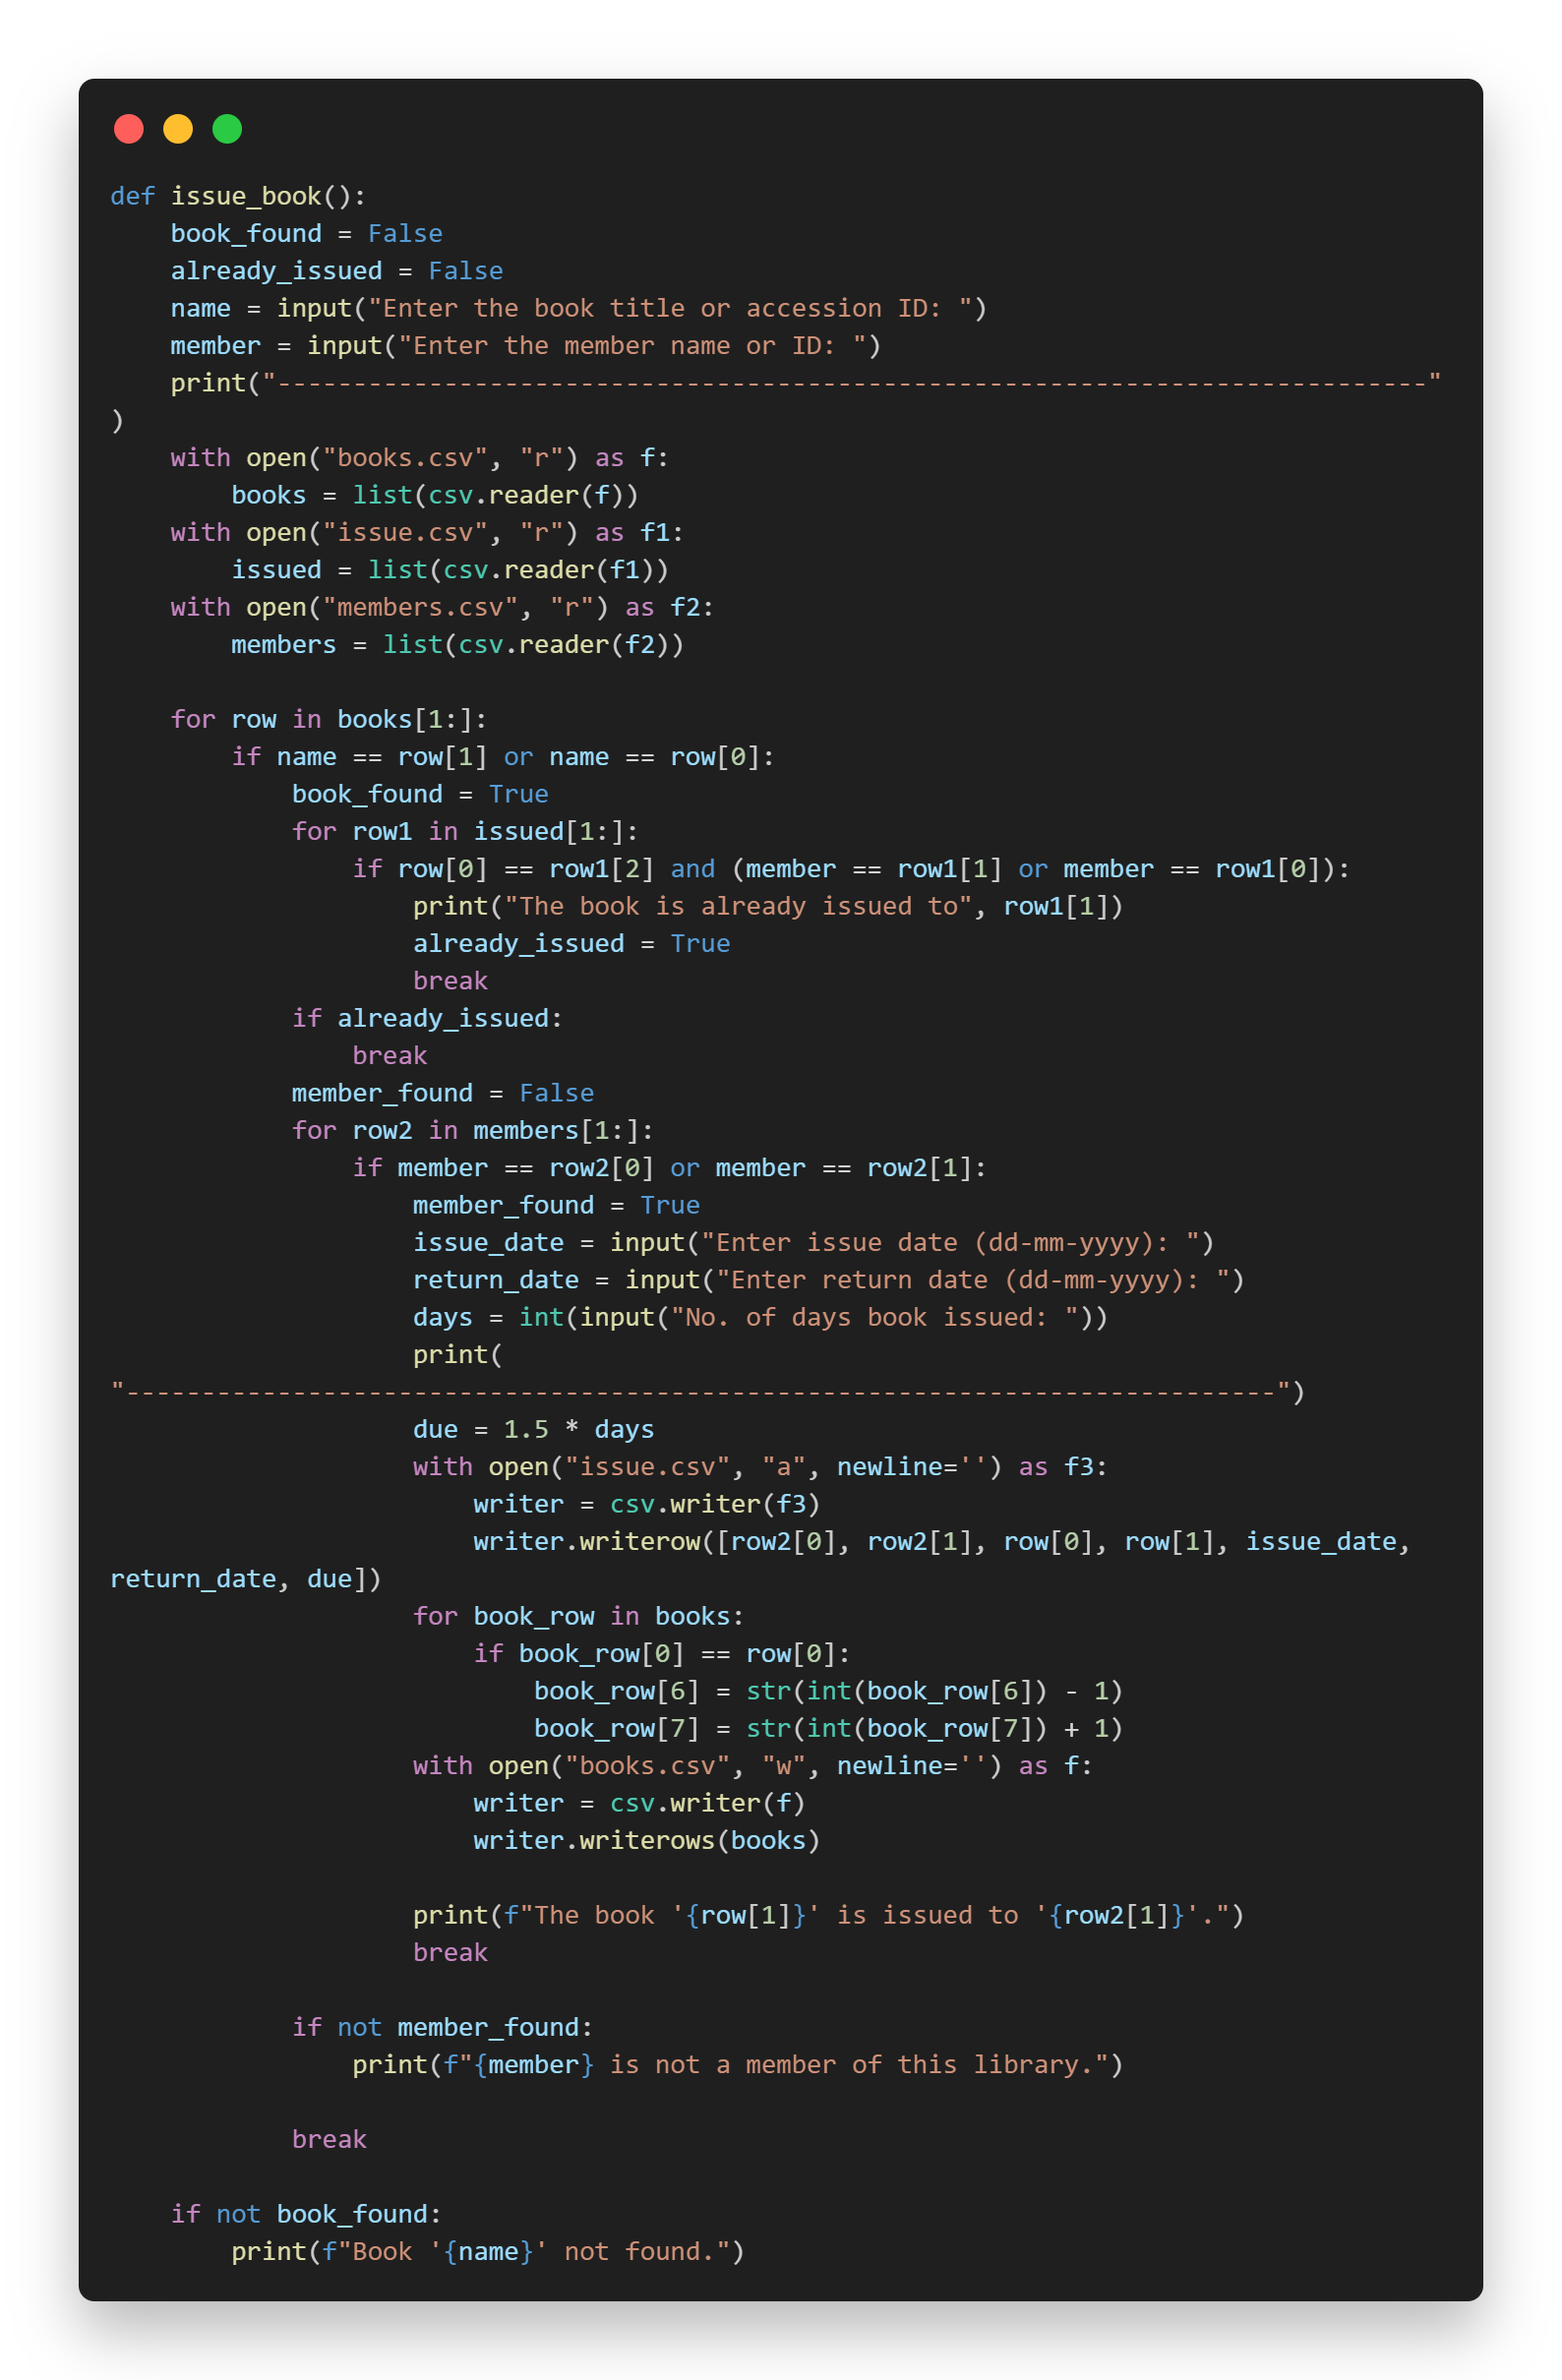 def issue_book():
    book_found = False
    already_issued = False
    name = input("Enter the book title or accession ID: ")
    member = input("Enter the member name or ID: ")
    print("----------------------------------------------------------------------------"
)
    with open("books.csv", "r") as f:
        books = list(csv.reader(f))
    with open("issue.csv", "r") as f1:
        issued = list(csv.reader(f1))
    with open("members.csv", "r") as f2:
        members = list(csv.reader(f2))

    for row in books[1:]:
        if name == row[1] or name == row[0]:
            book_found = True
            for row1 in issued[1:]:
                if row[0] == row1[2] and (member == row1[1] or member == row1[0]):
                    print("The book is already issued to", row1[1])
                    already_issued = True
                    break
            if already_issued:
                break
            member_found = False
            for row2 in members[1:]:
                if member == row2[0] or member == row2[1]:
                    member_found = True
                    issue_date = input("Enter issue date (dd-mm-yyyy): ")
                    return_date = input("Enter return date (dd-mm-yyyy): ")
                    days = int(input("No. of days book issued: "))
                    print(
"----------------------------------------------------------------------------")
                    due = 1.5 * days
                    with open("issue.csv", "a", newline='') as f3:
                        writer = csv.writer(f3)
                        writer.writerow([row2[0], row2[1], row[0], row[1], issue_date,
return_date, due])
                    for book_row in books:
                        if book_row[0] == row[0]:
                            book_row[6] = str(int(book_row[6]) - 1)
                            book_row[7] = str(int(book_row[7]) + 1)
                    with open("books.csv", "w", newline='') as f:
                        writer = csv.writer(f)
                        writer.writerows(books)

                    print(f"The book '{row[1]}' is issued to '{row2[1]}'.")
                    break

            if not member_found:
                print(f"{member} is not a member of this library.")

            break

    if not book_found:
        print(f"Book '{name}' not found.")